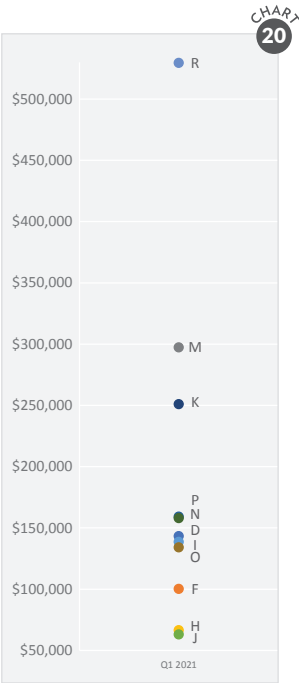 CHART
20
R
$500,000
$450,000
$400,000
$350,000
$300,000
M
$250,000
K
$200,000
P
N
$150,000
D
I
O
$100,000
F
H
J
$50,000
Q1 2021